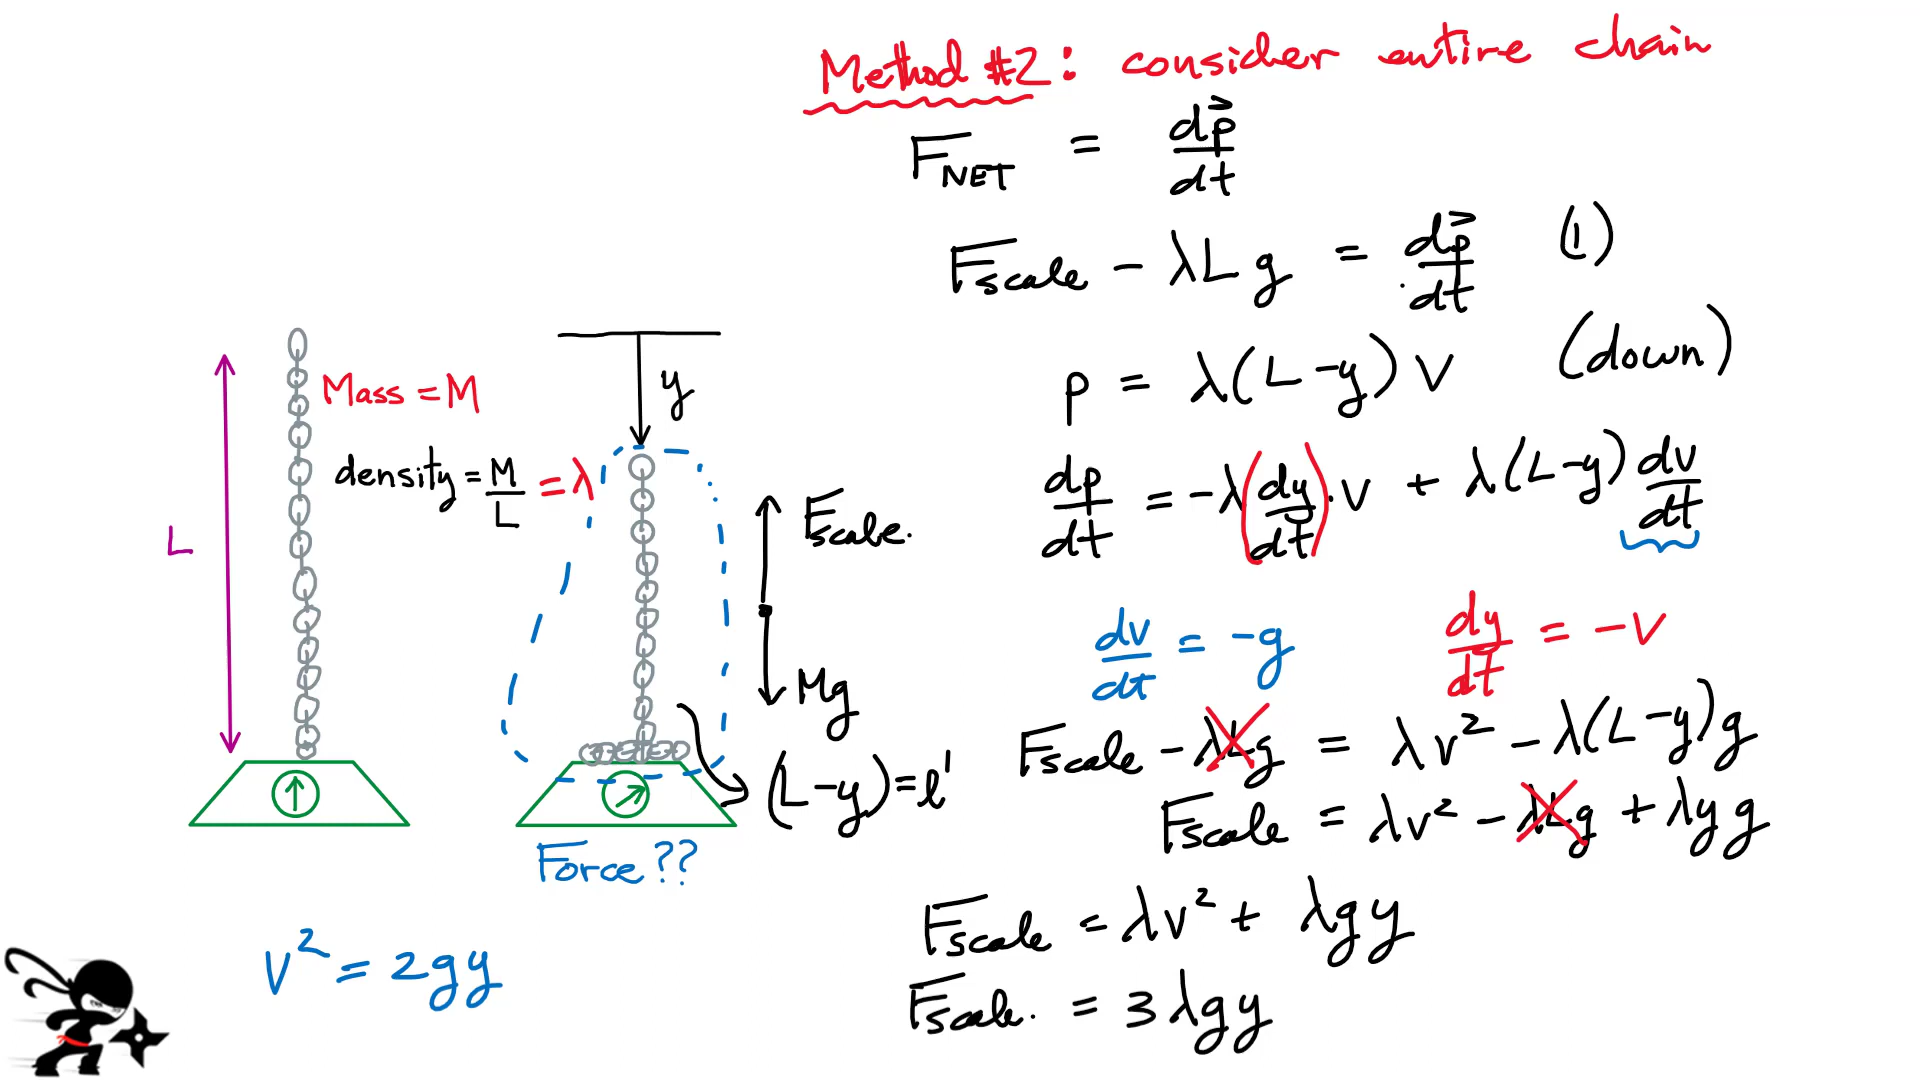 Method #2: consider entire chain
F_NET = dp⃗/dt
F_scale - λLg = dp⃗/dt (1)
p = λ(L-y)v (down)
dp/dt = -λ(dy/dt)·v + λ(L-y)dv/dt
dv/dt = -g dy/dt = -v
F_scale - λLg = λv² - λ(L-y)g
F_scale = λv² - λLg + λyg
F_scale = λv² + λgy
F_scale. = 3λgy
L
Mass = M
density = M/L = λ
y
F_scale.
Mg
(L-y) = l'
Force??
v² = 2gy